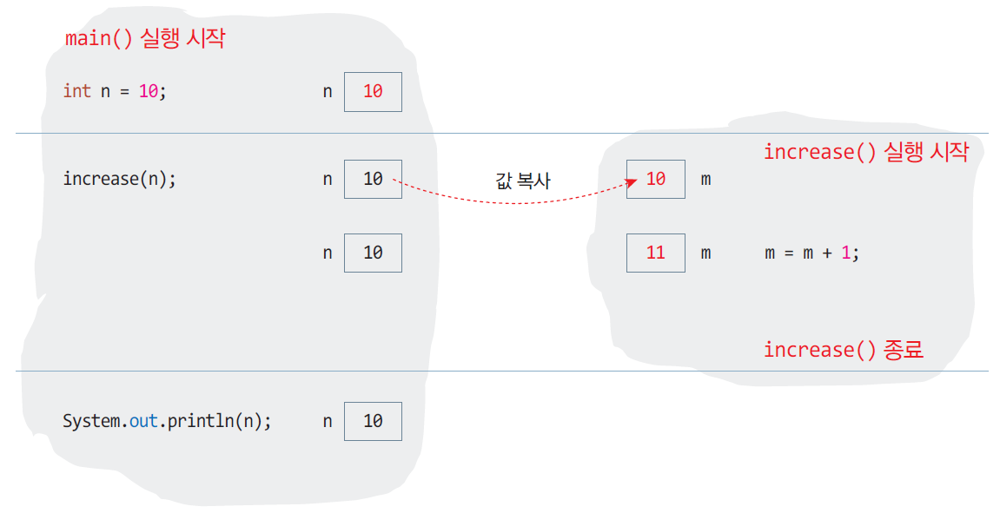 main() 실행 시작
int n = 10; n 10
increase() 실행 시작
increase(n); n 10 값 복사 10 m
n 10 11 m m = m + 1;
increase() 종료
System.out.println(n); n 10